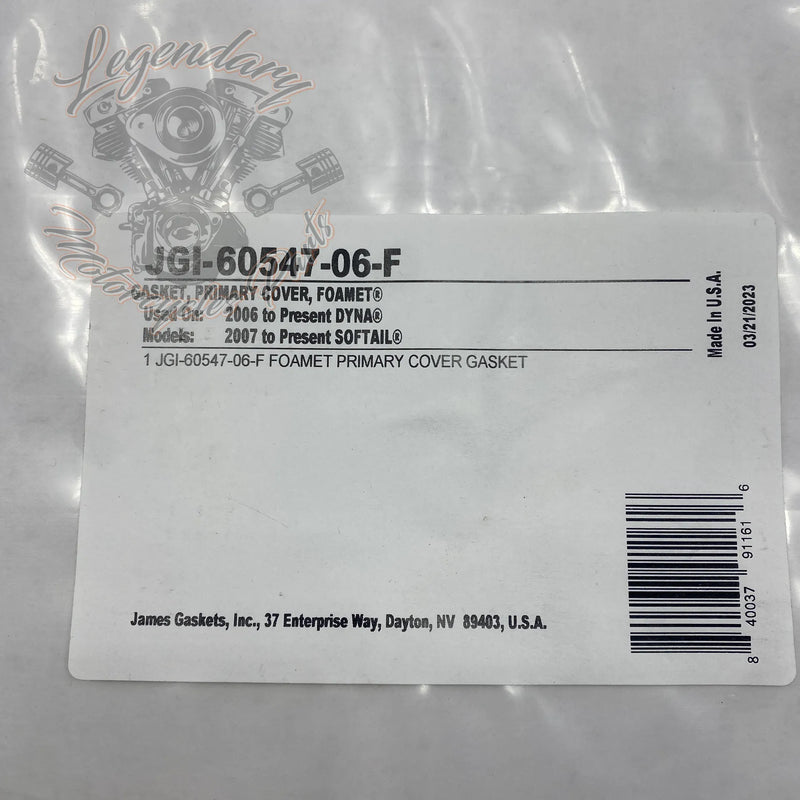 Legendary
Motorcycles Parts
JGI-60547-06-F
GASKET, PRIMARY COVER, FOAMET®
Used On: 2006 to Present DYNA®
Models: 2007 to Present SOFTAIL®
1 JGI-60547-06-F FOAMET PRIMARY COVER GASKET
Made In U.S.A.
03/21/2023
8 40037 91161 6
James Gaskets, Inc., 37 Enterprise Way, Dayton, NV 89403, U.S.A.